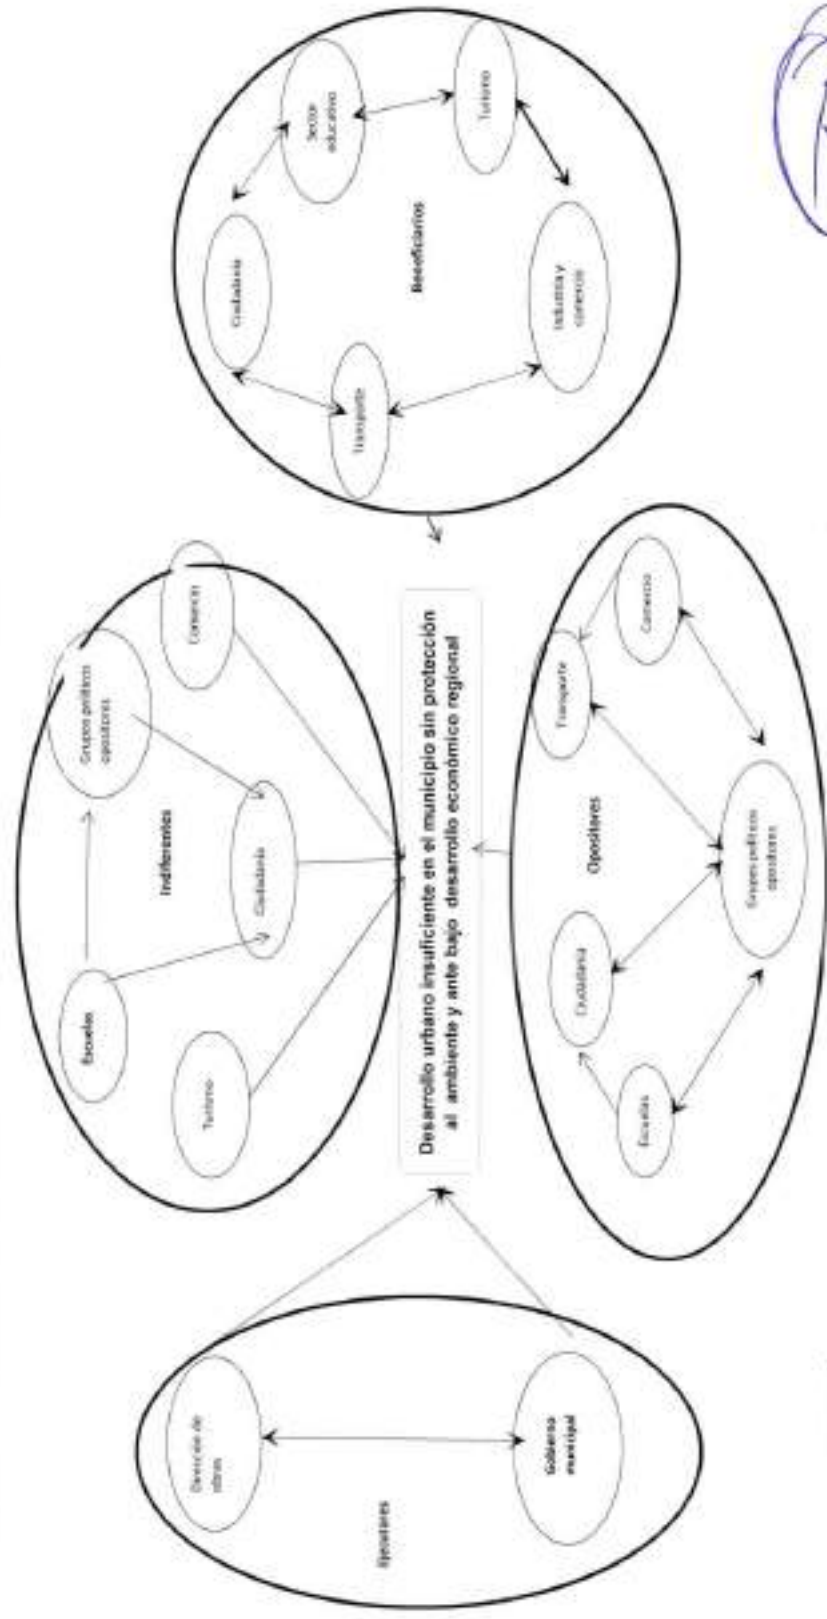 Ejecutores
Dirección de
obras
Gobierno
municipal
Indiferentes
Escuelas
Grupos políticos
opositores
Turismo
Ciudadanía
Comercio
Desarrollo urbano insuficiente en el municipio sin protección
al ambiente y ante bajo desarrollo económico regional
Opositores
Escuelas
Ciudadanía
Transporte
Comercio
Grupos políticos
opositores
Beneficiarios
Ciudadanía
Sector
educativo
Transporte
Turismo
Industria y
comercio